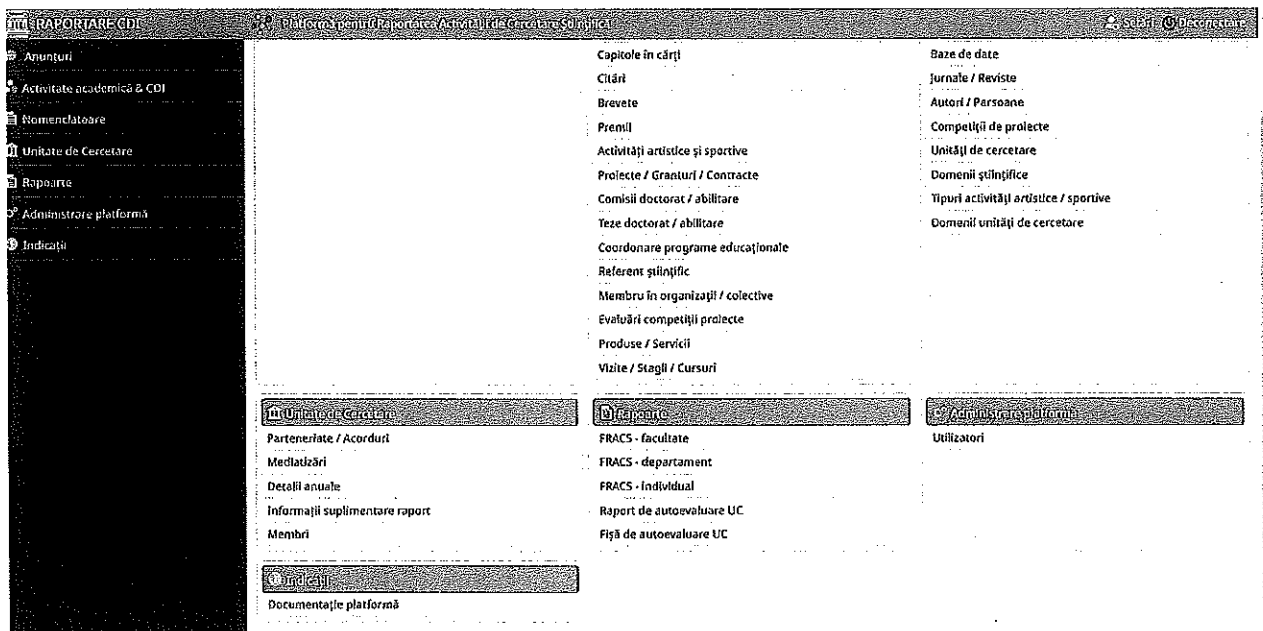 RAPORTARE CDI
Platformă pentru Raportarea Activității de Cercetare Științifică
Setări Deconectare
Anunțuri
Activitate academică & CDI
Nomenclatoare
Unitate de Cercetare
Rapoarte
Administrare platformă
Indicații
Capitole în cărți
Citări
Brevete
Premii
Activități artistice și sportive
Proiecte / Granturi / Contracte
Comisii doctorat / abilitare
Teze doctorat / abilitare
Coordonare programe educaționale
Referent științific
Membru în organizații / colective
Evaluări competiții proiecte
Produse / Servicii
Vizite / Stagii / Cursuri
Baze de date
Jurnale / Reviste
Autori / Persoane
Competiții de proiecte
Unități de cercetare
Domenii științifice
Tipuri activități artistice / sportive
Domenii unități de cercetare
Unitate de Cercetare
Parteneriate / Acorduri
Mediatizări
Detalii anuale
Informații suplimentare raport
Membri
Rapoarte
FRACS - facultate
FRACS - departament
FRACS - individual
Raport de autoevaluare UC
Fișă de autoevaluare UC
Administrare platformă
Utilizatori
Indicații
Documentație platformă